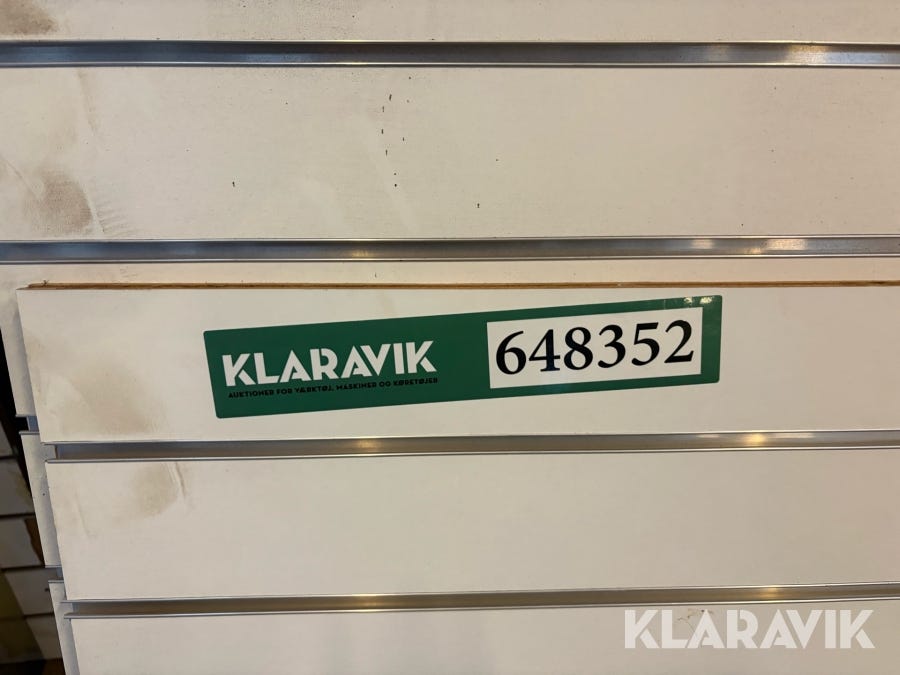 KLARAVIK
AUKTIONER FOR VÆRKTØJ, MASKINER OG KØRETØJER
648352
KLARAVIK